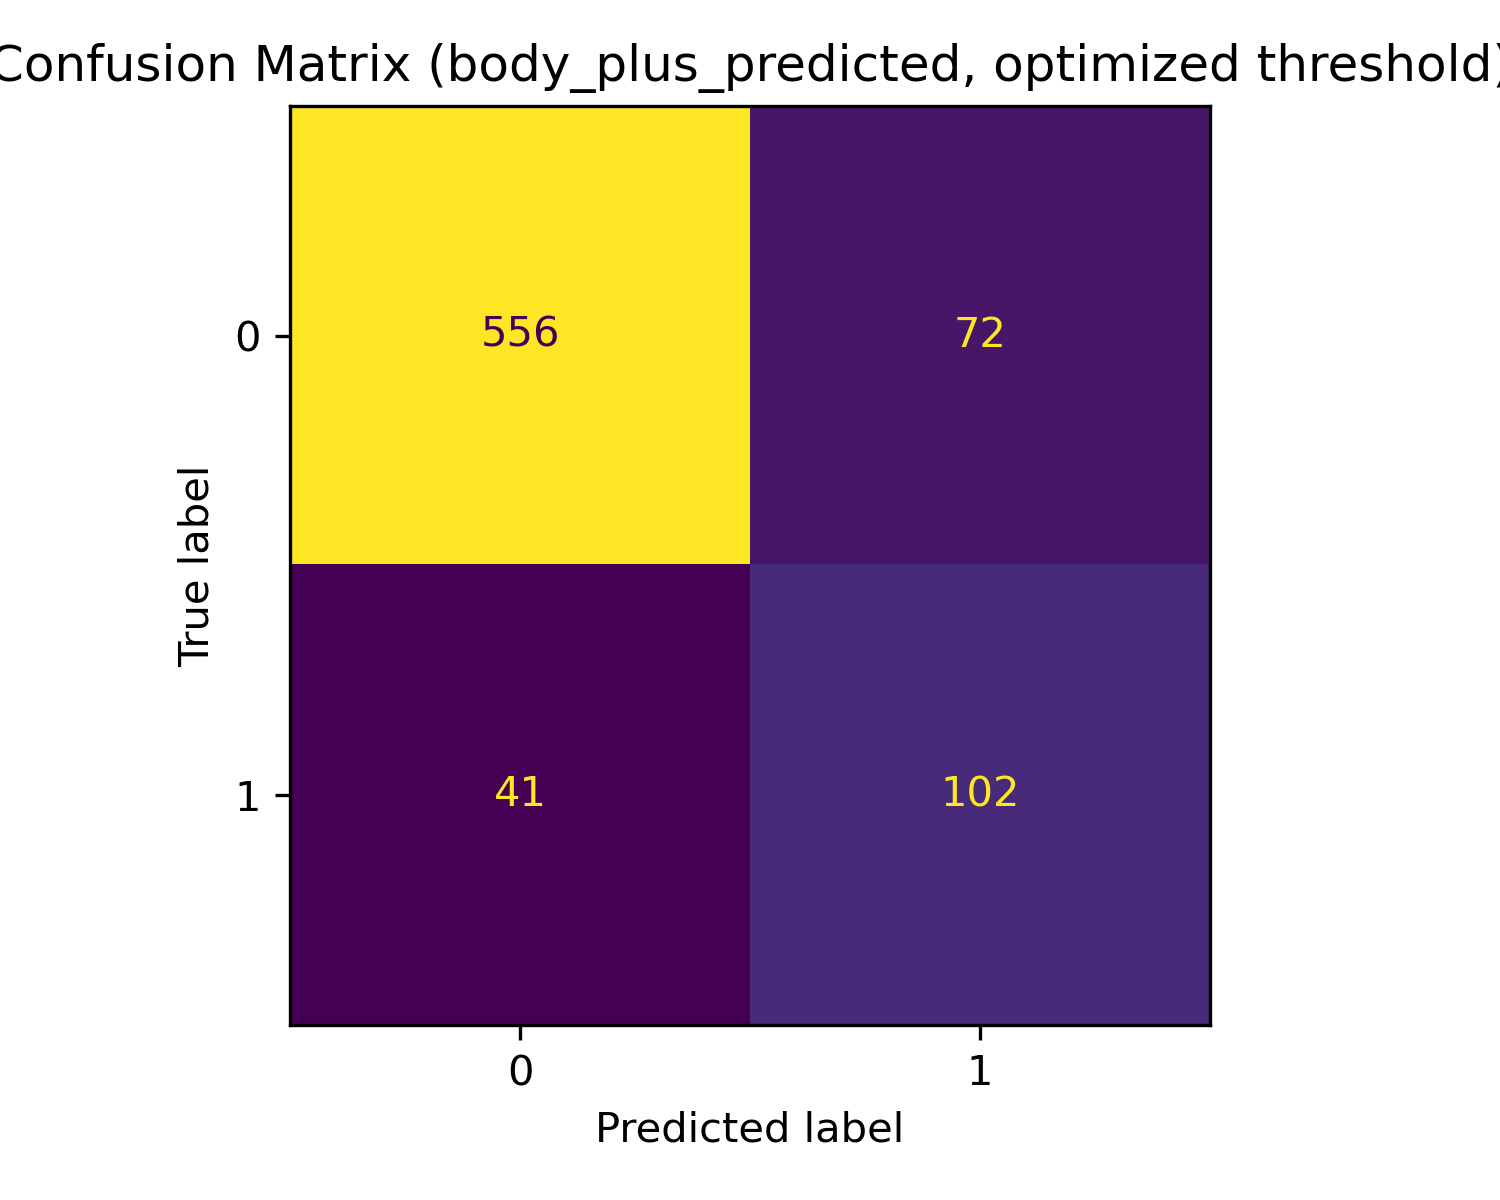 Confusion Matrix (body_plus_predicted, optimized threshold)
0
556
72
True label
1
41
102
0
1
Predicted label